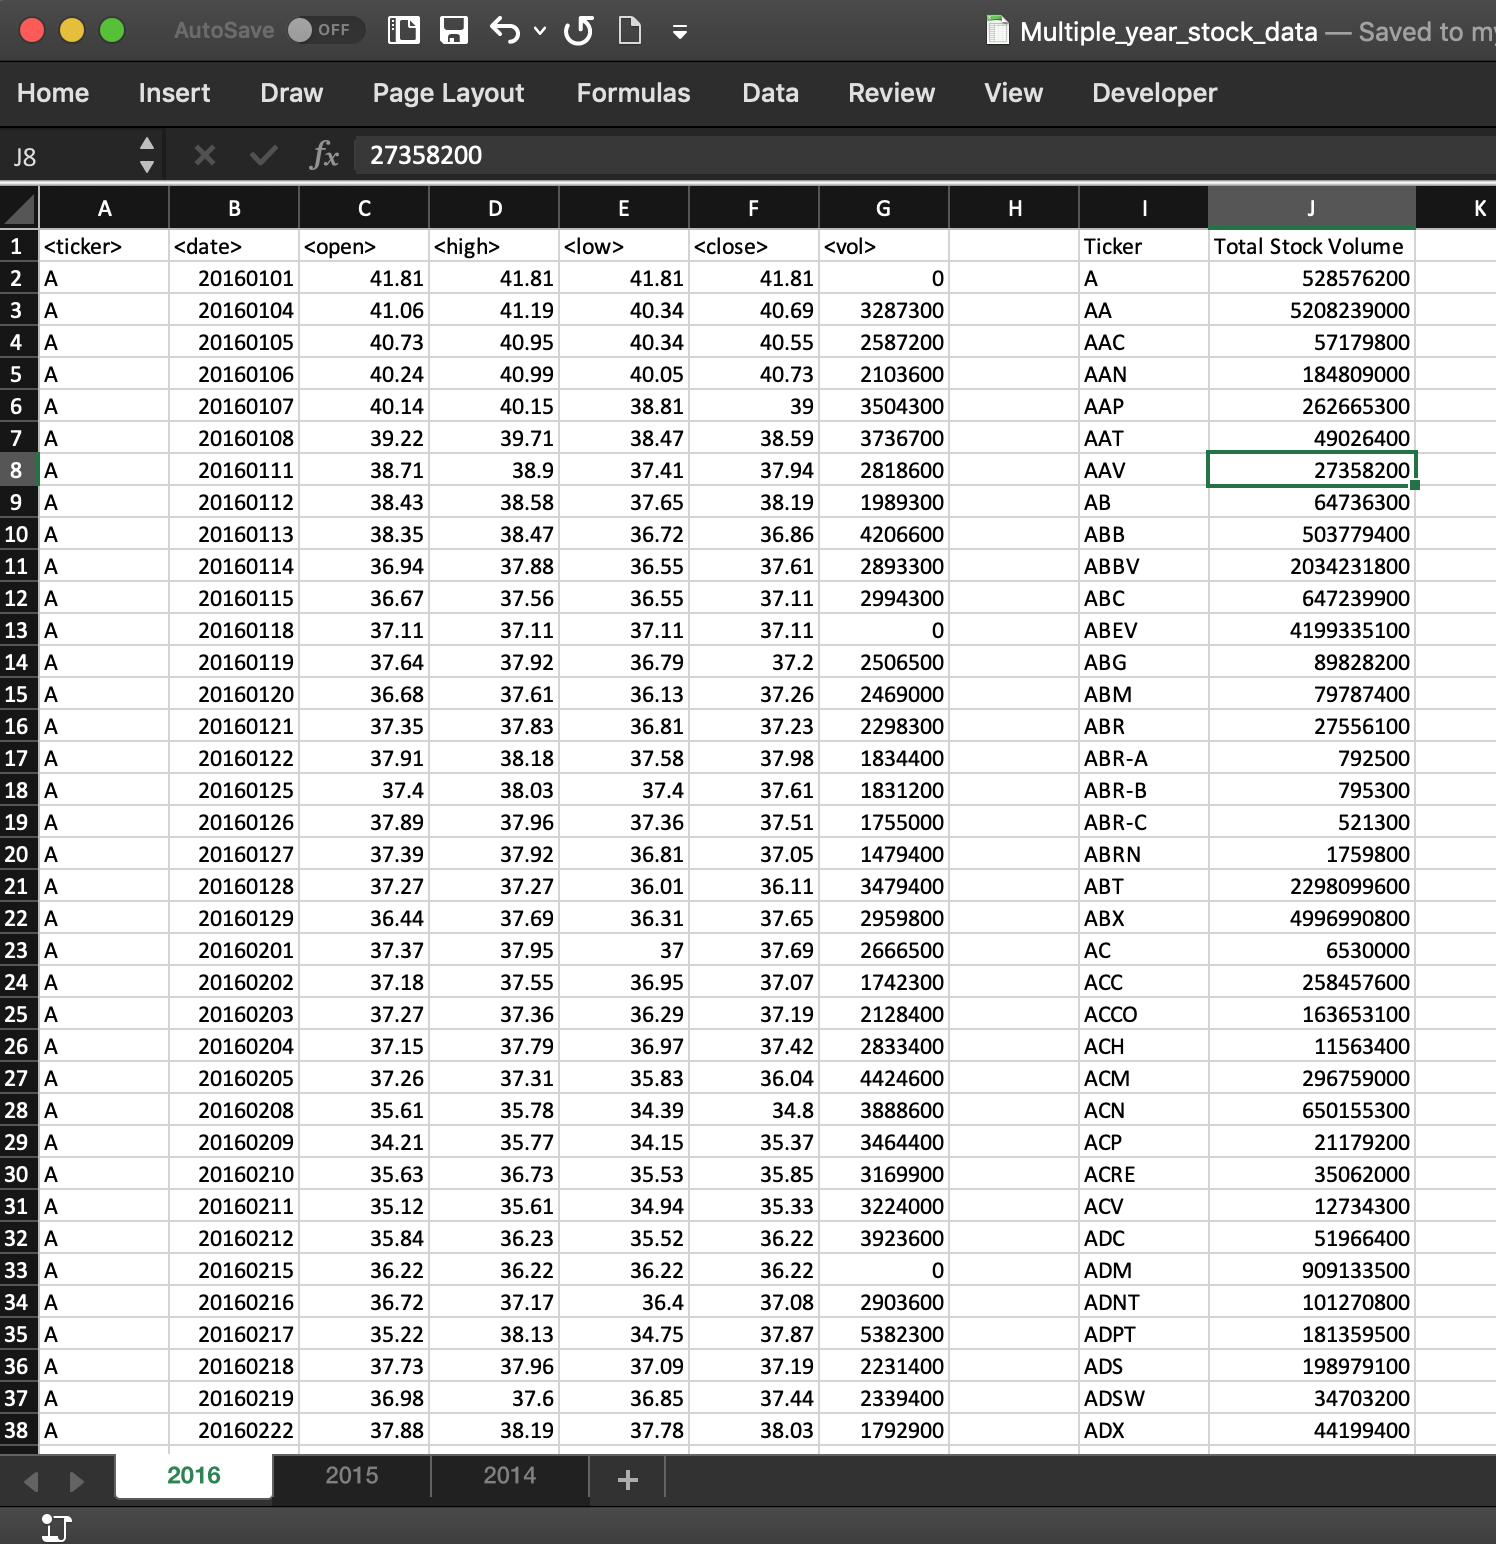 AutoSave OFF Multiple_year_stock_data — Saved to my
Home Insert Draw Page Layout Formulas Data Review View Developer
J8 fx 27358200
A B C D E F G H I J K
1 <ticker> <date> <open> <high> <low> <close> <vol> Ticker Total Stock Volume
2 A 20160101 41.81 41.81 41.81 41.81 0 A 528576200
3 A 20160104 41.06 41.19 40.34 40.69 3287300 AA 5208239000
4 A 20160105 40.73 40.95 40.34 40.55 2587200 AAC 57179800
5 A 20160106 40.24 40.99 40.05 40.73 2103600 AAN 184809000
6 A 20160107 40.14 40.15 38.81 39 3504300 AAP 262665300
7 A 20160108 39.22 39.71 38.47 38.59 3736700 AAT 49026400
8 A 20160111 38.71 38.9 37.41 37.94 2818600 AAV 27358200
9 A 20160112 38.43 38.58 37.65 38.19 1989300 AB 64736300
10 A 20160113 38.35 38.47 36.72 36.86 4206600 ABB 503779400
11 A 20160114 36.94 37.88 36.55 37.61 2893300 ABBV 2034231800
12 A 20160115 36.67 37.56 36.55 37.11 2994300 ABC 647239900
13 A 20160118 37.11 37.11 37.11 37.11 0 ABEV 4199335100
14 A 20160119 37.64 37.92 36.79 37.2 2506500 ABG 89828200
15 A 20160120 36.68 37.61 36.13 37.26 2469000 ABM 79787400
16 A 20160121 37.35 37.83 36.81 37.23 2298300 ABR 27556100
17 A 20160122 37.91 38.18 37.58 37.98 1834400 ABR-A 792500
18 A 20160125 37.4 38.03 37.4 37.61 1831200 ABR-B 795300
19 A 20160126 37.89 37.96 37.36 37.51 1755000 ABR-C 521300
20 A 20160127 37.39 37.92 36.81 37.05 1479400 ABRN 1759800
21 A 20160128 37.27 37.27 36.01 36.11 3479400 ABT 2298099600
22 A 20160129 36.44 37.69 36.31 37.65 2959800 ABX 4996990800
23 A 20160201 37.37 37.95 37 37.69 2666500 AC 6530000
24 A 20160202 37.18 37.55 36.95 37.07 1742300 ACC 258457600
25 A 20160203 37.27 37.36 36.29 37.19 2128400 ACCO 163653100
26 A 20160204 37.15 37.79 36.97 37.42 2833400 ACH 11563400
27 A 20160205 37.26 37.31 35.83 36.04 4424600 ACM 296759000
28 A 20160208 35.61 35.78 34.39 34.8 3888600 ACN 650155300
29 A 20160209 34.21 35.77 34.15 35.37 3464400 ACP 21179200
30 A 20160210 35.63 36.73 35.53 35.85 3169900 ACRE 35062000
31 A 20160211 35.12 35.61 34.94 35.33 3224000 ACV 12734300
32 A 20160212 35.84 36.23 35.52 36.22 3923600 ADC 51966400
33 A 20160215 36.22 36.22 36.22 36.22 0 ADM 909133500
34 A 20160216 36.72 37.17 36.4 37.08 2903600 ADNT 101270800
35 A 20160217 35.22 38.13 34.75 37.87 5382300 ADPT 181359500
36 A 20160218 37.73 37.96 37.09 37.19 2231400 ADS 198979100
37 A 20160219 36.98 37.6 36.85 37.44 2339400 ADSW 34703200
38 A 20160222 37.88 38.19 37.78 38.03 1792900 ADX 44199400
2016 2015 2014 +